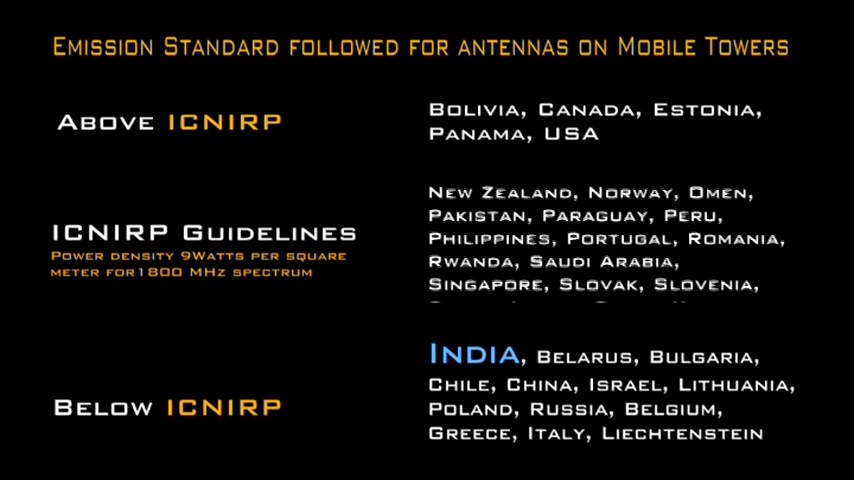 Emission Standard followed for antennas on Mobile Towers
Above ICNIRP
Bolivia, Canada, Estonia,
Panama, USA
ICNIRP Guidelines
Power density 9Watts per square
meter for1800 MHz spectrum
New Zealand, Norway, Omen,
Pakistan, Paraguay, Peru,
Philippines, Portugal, Romania,
Rwanda, Saudi Arabia,
Singapore, Slovak, Slovenia,
Below ICNIRP
India, Belarus, Bulgaria,
Chile, China, Israel, Lithuania,
Poland, Russia, Belgium,
Greece, Italy, Liechtenstein